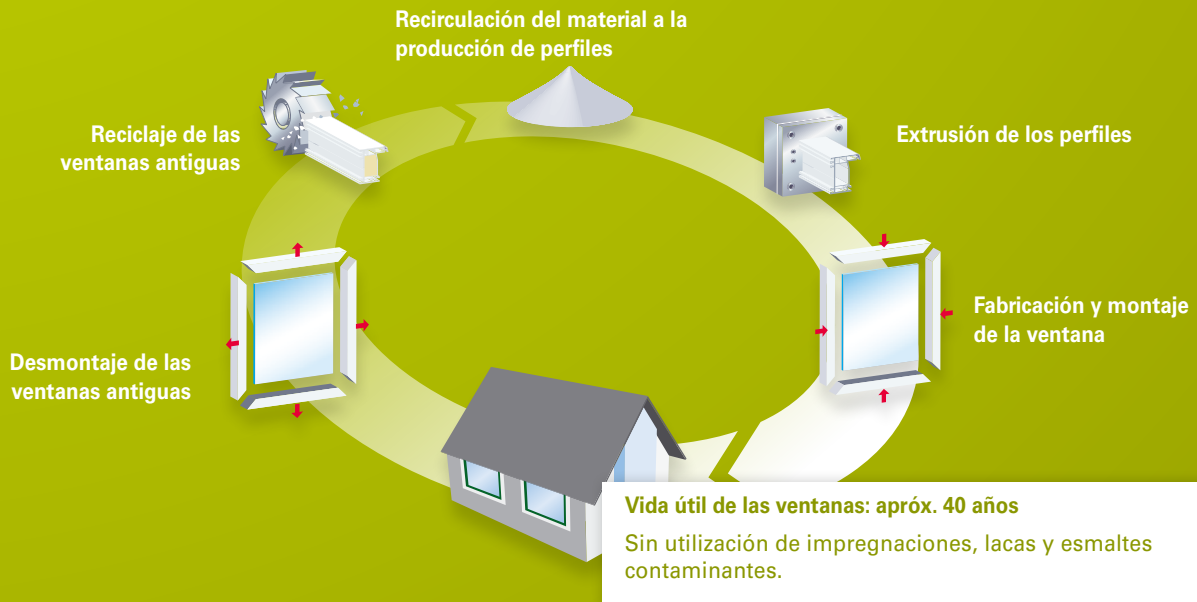 Recirculación del material a la
producción de perfiles
Reciclaje de las
ventanas antiguas
Extrusión de los perfiles
Fabricación y montaje
de la ventana
Desmontaje de las
ventanas antiguas
Vida útil de las ventanas: apróx. 40 años
Sin utilización de impregnaciones, lacas y esmaltes
contaminantes.